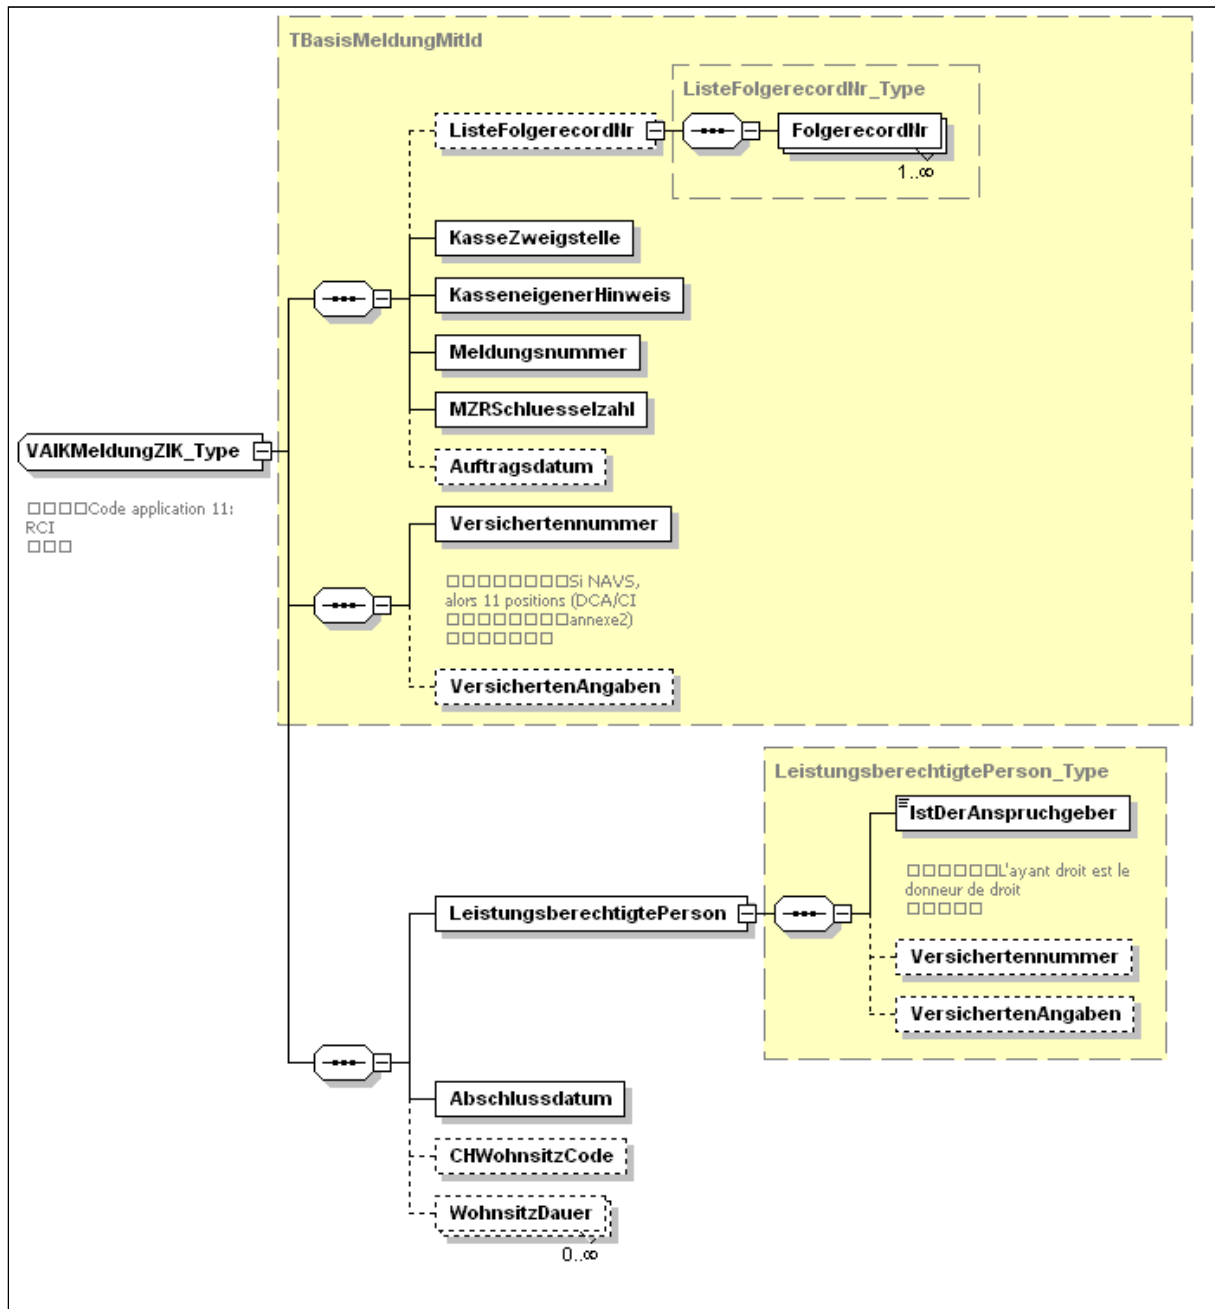 TBasisMeldungMitId
ListeFolgerecordNr_Type
ListeFolgerecordNr
FolgerecordNr
1..∞
KasseZweigstelle
KasseneigenerHinweis
Meldungsnummer
MZRSchluesselzahl
VAIKMeldungZIK_Type
Auftragsdatum
□□□□Code application 11:
RCI
□□□
Versichertennummer
□□□□□□□□Si NAVS,
alors 11 positions (DCA/CI
□□□□□□□□annexe2)
□□□□□□□
VersichertenAngaben
LeistungsberechtigtePerson_Type
IstDerAnspruchgeber
□□□□□□L'ayant droit est le
donneur de droit
□□□□□
LeistungsberechtigtePerson
Versichertennummer
VersichertenAngaben
Abschlussdatum
CHWohnsitzCode
WohnsitzDauer
0..∞